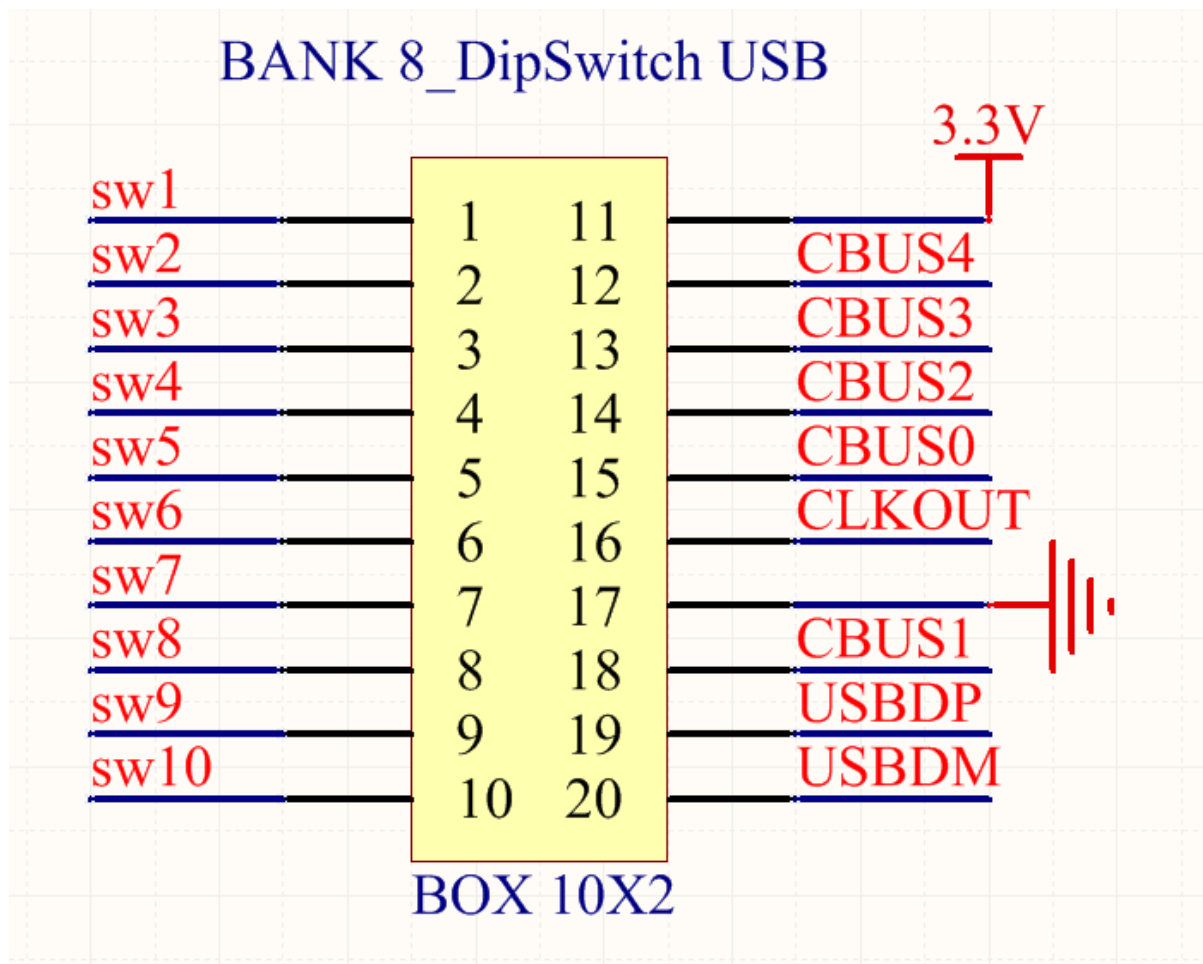 BANK 8_DipSwitch USB
3.3V
sw1 1 11
sw2 2 12 CBUS4
sw3 3 13 CBUS3
sw4 4 14 CBUS2
sw5 5 15 CBUS0
sw6 6 16 CLKOUT
sw7 7 17
sw8 8 18 CBUS1
sw9 9 19 USBDP
sw10 10 20 USBDM
BOX 10X2